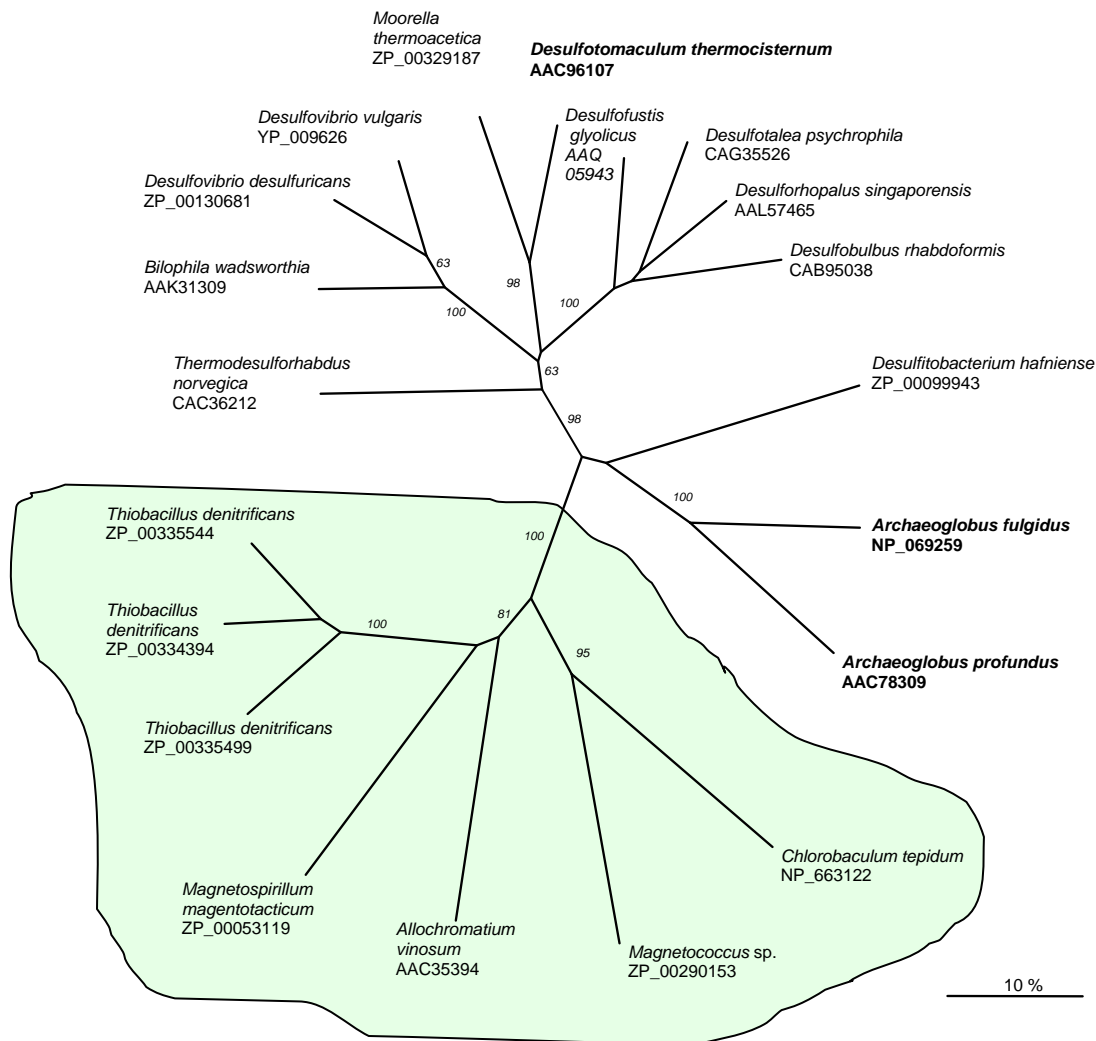 Moorella
thermoacetica
ZP_00329187
Desulfotomaculum thermocisternum
AAC96107
Desulfovibrio vulgaris
YP_009626
Desulfofustis
glyolicus
AAQ
05943
Desulfotalea psychrophila
CAG35526
Desulfovibrio desulfuricans
ZP_00130681
Desulforhopalus singaporensis
AAL57465
Bilophila wadsworthia
AAK31309
Desulfobulbus rhabdoformis
CAB95038
63
98
100
100
Thermodesulforhabdus
norvegica
CAC36212
63
Desulfitobacterium hafniense
ZP_00099943
98
100
Thiobacillus denitrificans
ZP_00335544
100
Archaeoglobus fulgidus
NP_069259
Thiobacillus
denitrificans
ZP_00334394
100
81
95
Archaeoglobus profundus
AAC78309
Thiobacillus denitrificans
ZP_00335499
Chlorobaculum tepidum
NP_663122
Magnetospirillum
magentotacticum
ZP_00053119
Allochromatium
vinosum
AAC35394
Magnetococcus sp.
ZP_00290153
10 %